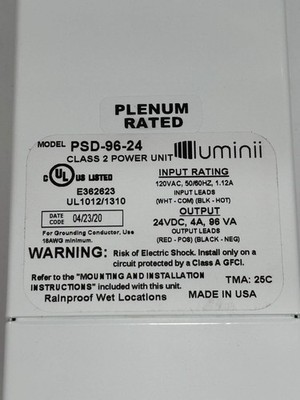 PLENUM
RATED
MODEL PSD-96-24
CLASS 2 POWER UNIT
luminii
C UL US LISTED
E362623
UL1012/1310
INPUT RATING
120VAC, 50/60HZ, 1.12A
INPUT LEADS
(WHT - COM) (BLK - HOT)
DATE CODE 04/23/20
OUTPUT
24VDC, 4A, 96 VA
OUTPUT LEADS
(RED - POS) (BLACK - NEG)
For Grounding Conductor, Use
18AWG minimum.
WARNING: Risk of Electric Shock. Install only on a
circuit protected by a Class A GFCI.
Refer to the "MOUNTING AND INSTALLATION
INSTRUCTIONS" included with this unit.
TMA: 25C
Rainproof Wet Locations
MADE IN USA